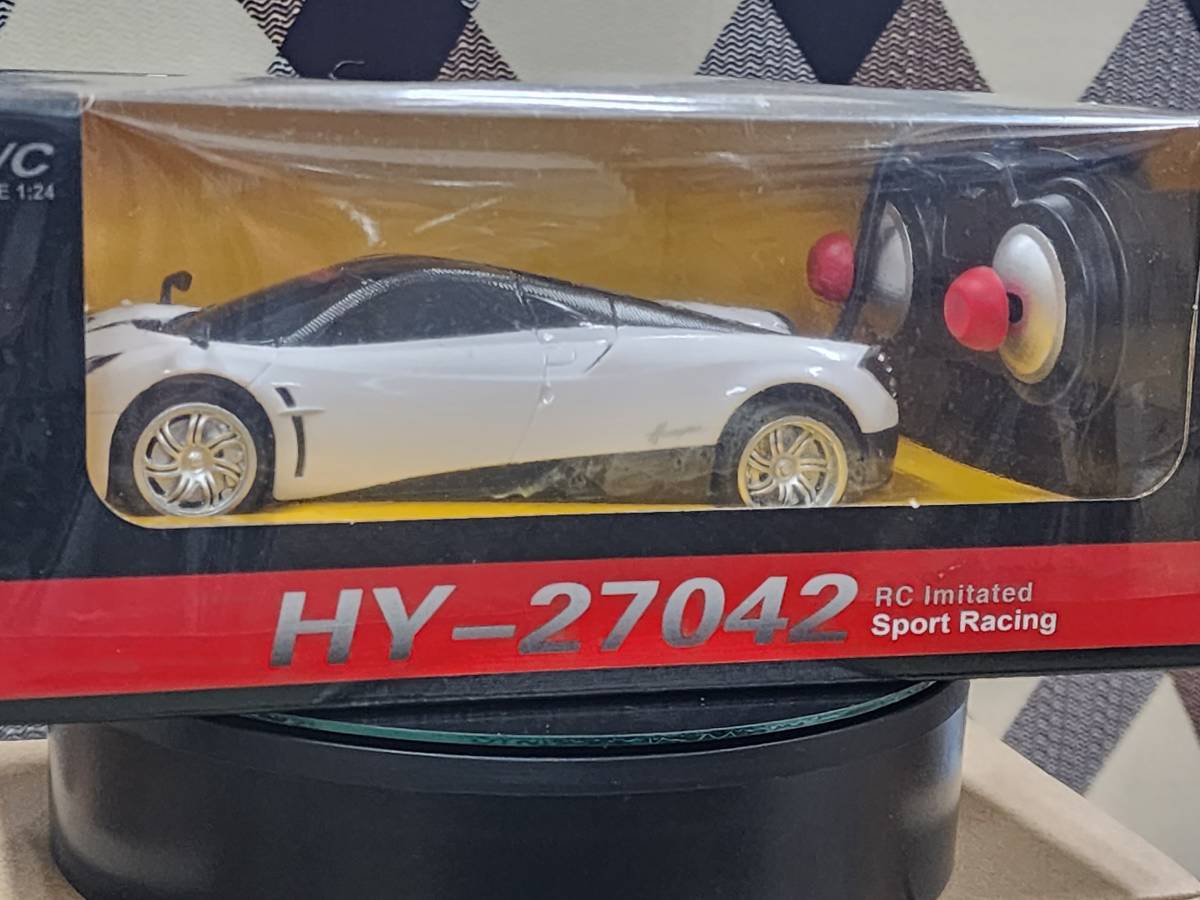 /C
E 1:24
HY-27042
RC Imitated
Sport Racing